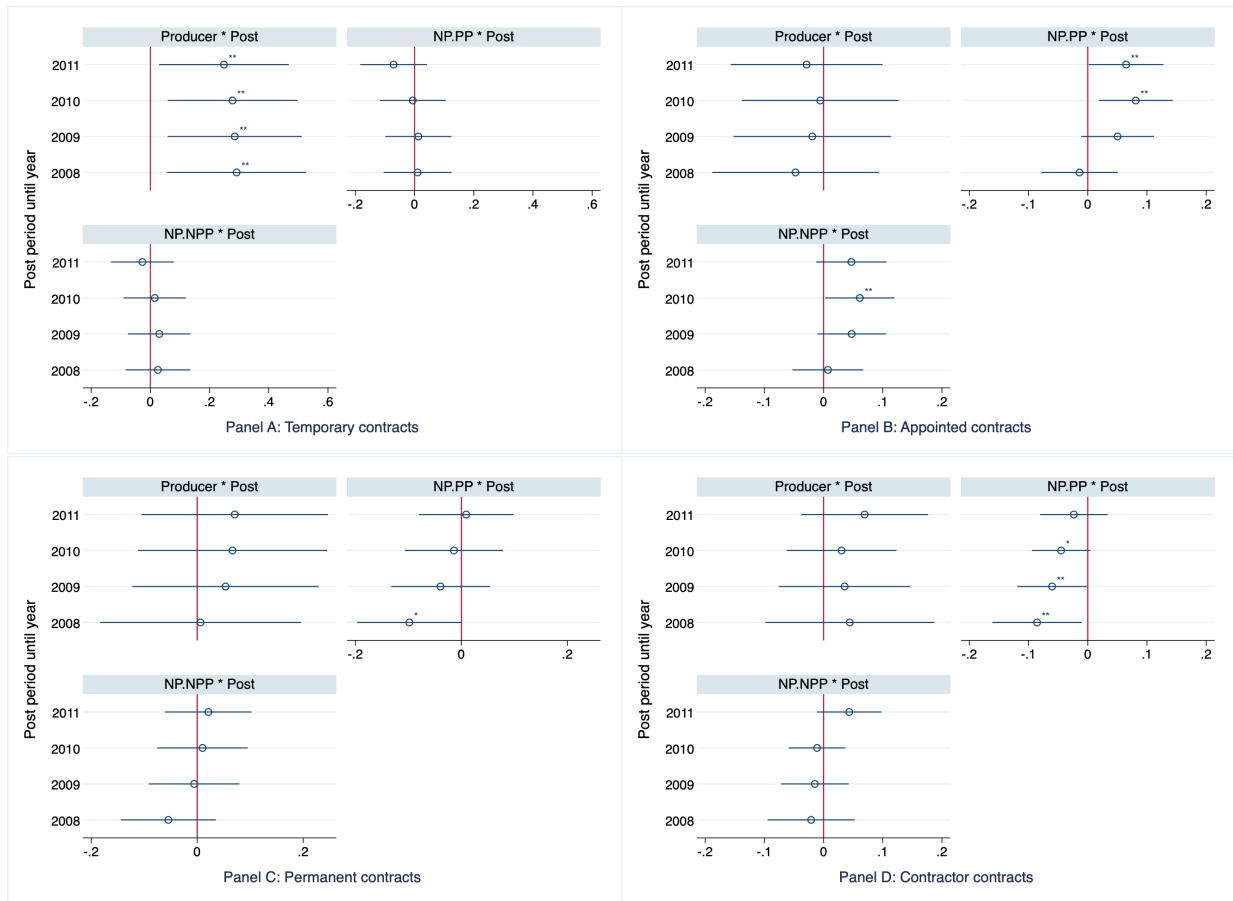 Producer * Post
NP.PP * Post
2011
**
2010
**
2009
**
2008
**
-.2 0 .2 .4 .6
NP.NPP * Post
2011
2010
2009
2008
-.2 0 .2 .4 .6
Post period until year
Panel A: Temporary contracts
Producer * Post
NP.PP * Post
2011
**
2010
**
2009
2008
-.2 -.1 0 .1 .2
NP.NPP * Post
2011
2010
**
2009
2008
-.2 -.1 0 .1 .2
Post period until year
Panel B: Appointed contracts
Producer * Post
NP.PP * Post
2011
2010
2009
2008
*
-.2 0 .2
NP.NPP * Post
2011
2010
2009
2008
-.2 0 .2
Post period until year
Panel C: Permanent contracts
Producer * Post
NP.PP * Post
2011
2010
*
2009
**
2008
**
-.2 -.1 0 .1 .2
NP.NPP * Post
2011
2010
2009
2008
-.2 -.1 0 .1 .2
Post period until year
Panel D: Contractor contracts